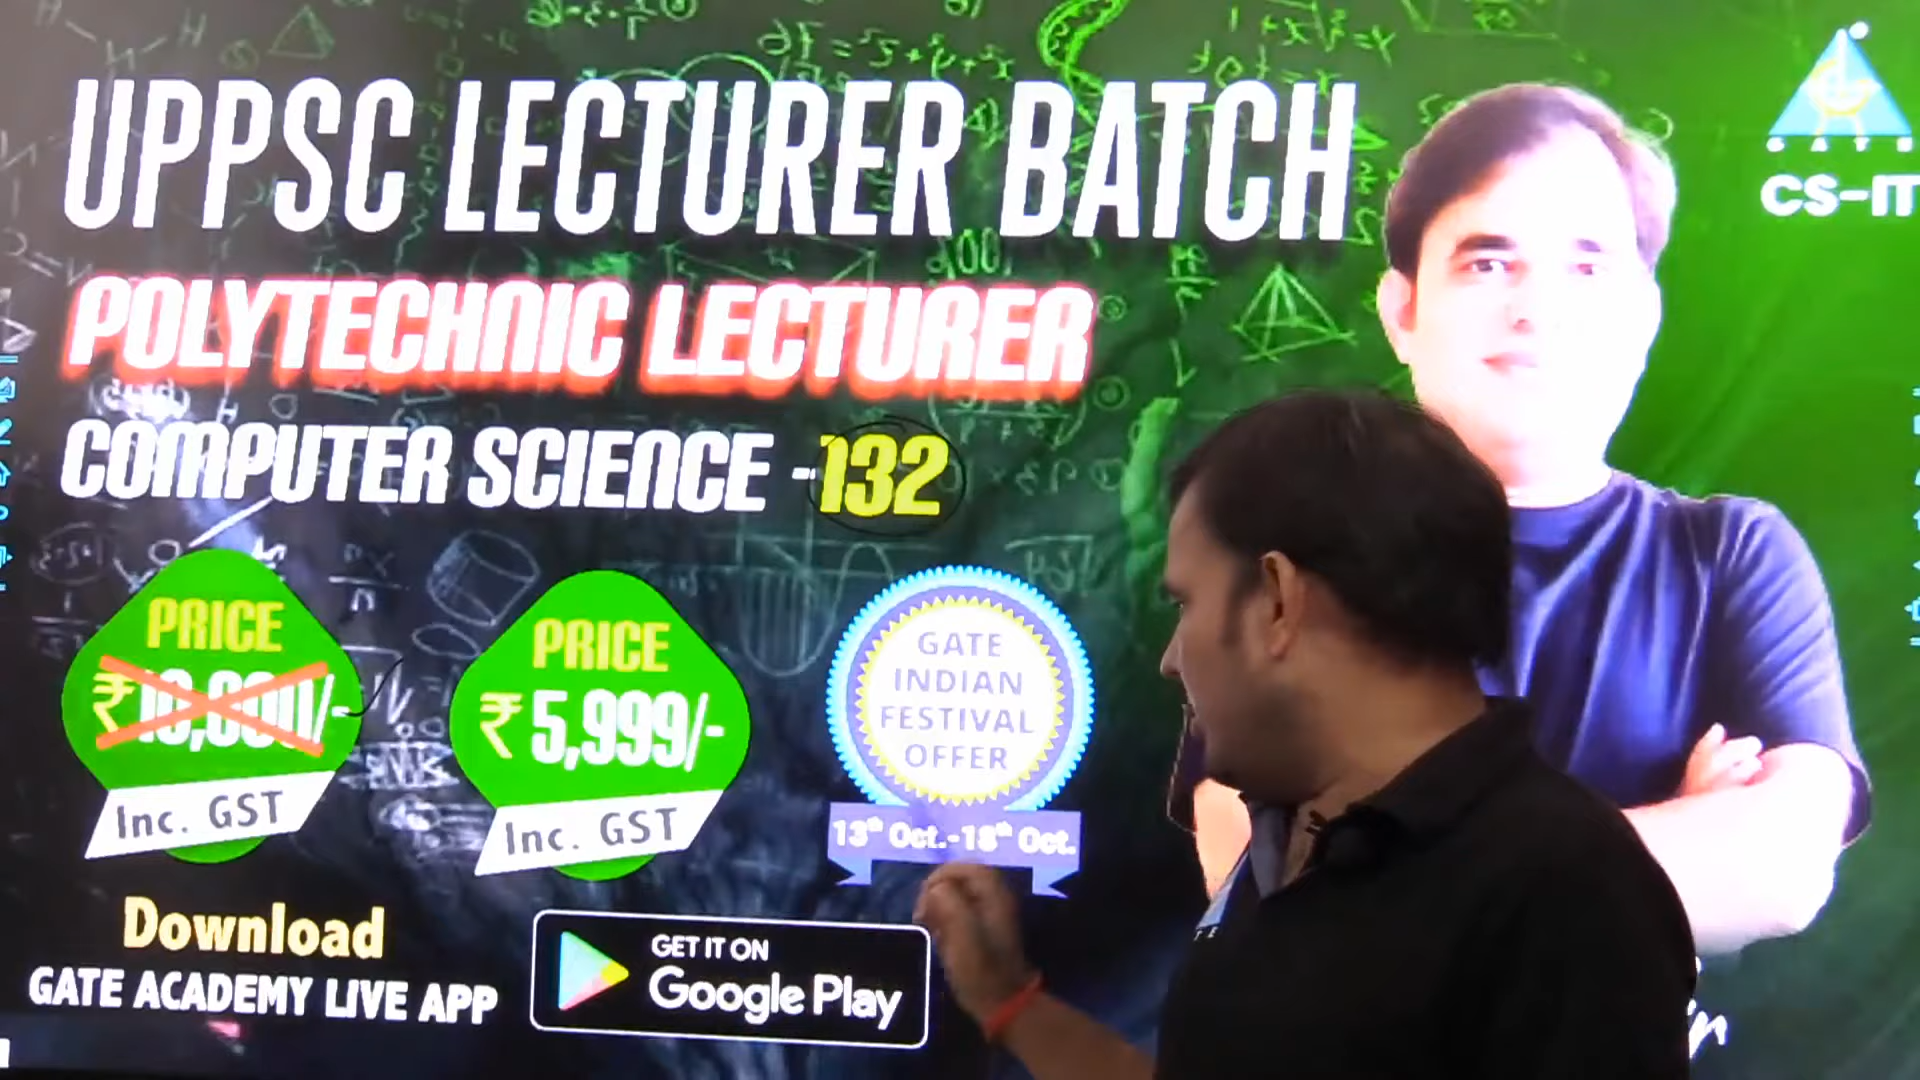 UPPSC LECTURER BATCH
POLYTECHNIC LECTURER
COMPUTER SCIENCE -132
PRICE
Inc. GST
PRICE
₹ 5,999/-
Inc. GST
GATE
INDIAN
FESTIVAL
OFFER
13th Oct.-18th Oct.
Download
GATE ACADEMY LIVE APP
GET IT ON
Google Play
GATE
CS-IT